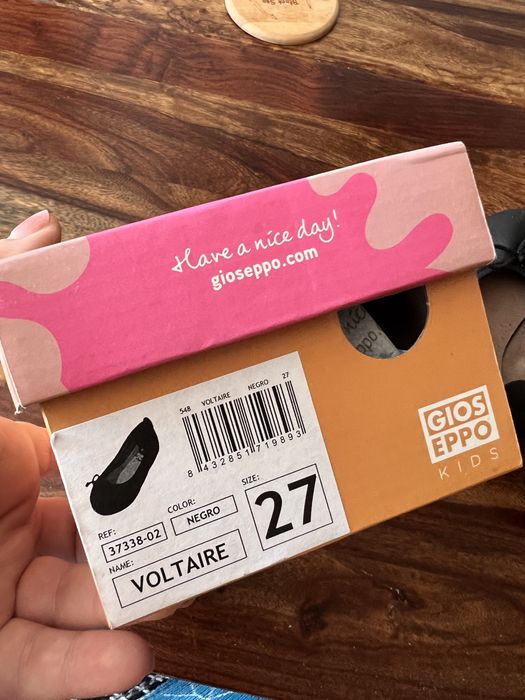 Have a nice day!
gioseppo.com
GIOS
EPPO
KIDS
548 VOLTAIRE NEGRO 27
8 432851 719893
REF:
37338-02
COLOR:
NEGRO
SIZE:
27
NAME:
VOLTAIRE